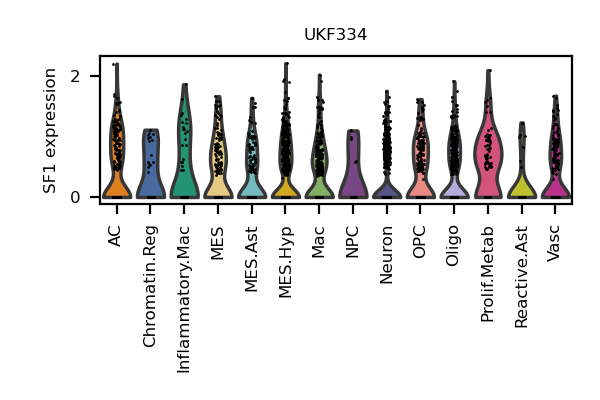 UKF334
SF1 expression
2
0
AC
Chromatin.Reg
Inflammatory.Mac
MES
MES.Ast
MES.Hyp
Mac
NPC
Neuron
OPC
Oligo
Prolif.Metab
Reactive.Ast
Vasc